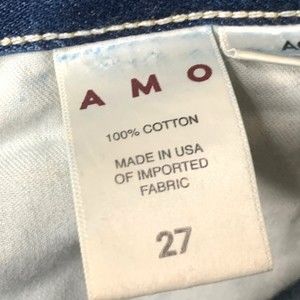 AMO
100% COTTON
MADE IN USA
OF IMPORTED
FABRIC
27